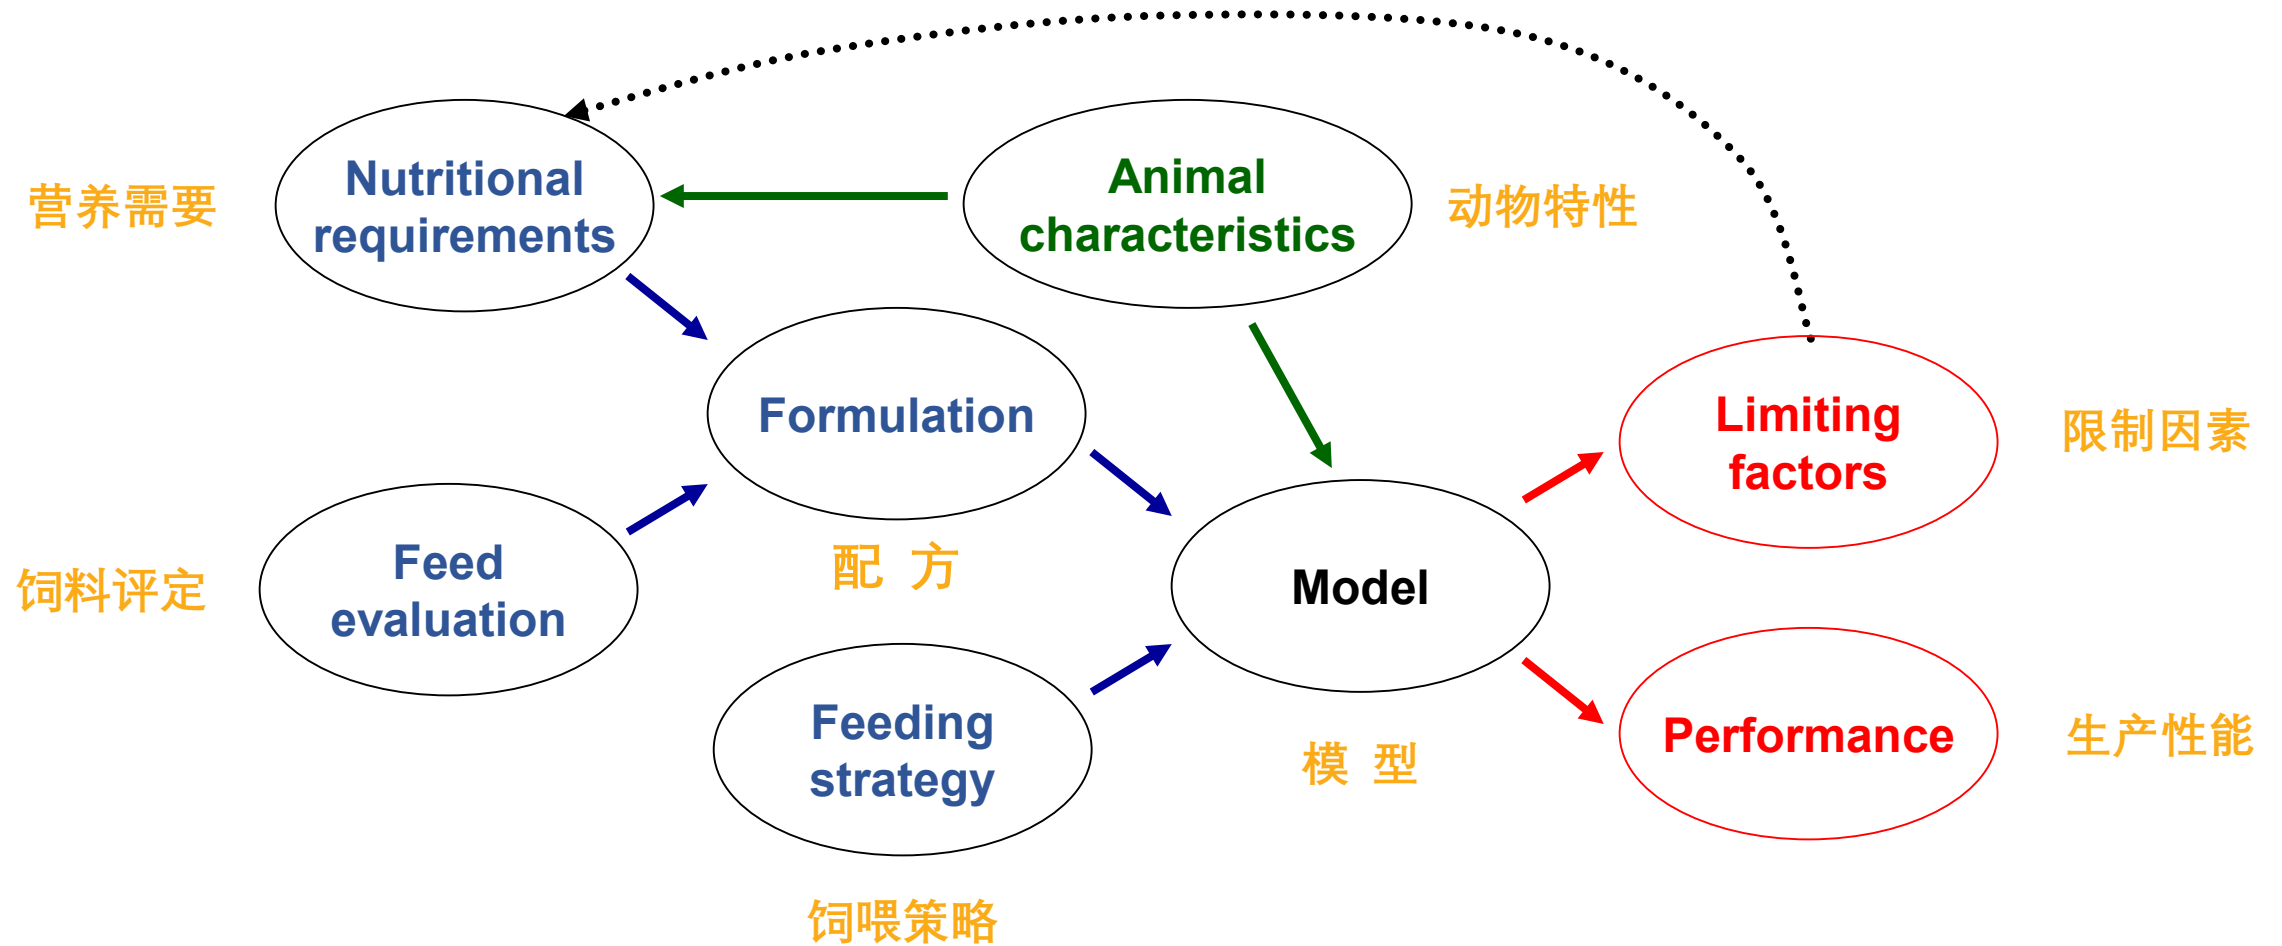 Nutritional
requirements
营养需要
Animal
characteristics
动物特性
Formulation
配 方
Limiting
factors
限制因素
Feed
evaluation
饲料评定
Model
模 型
Feeding
strategy
饲喂策略
Performance
生产性能